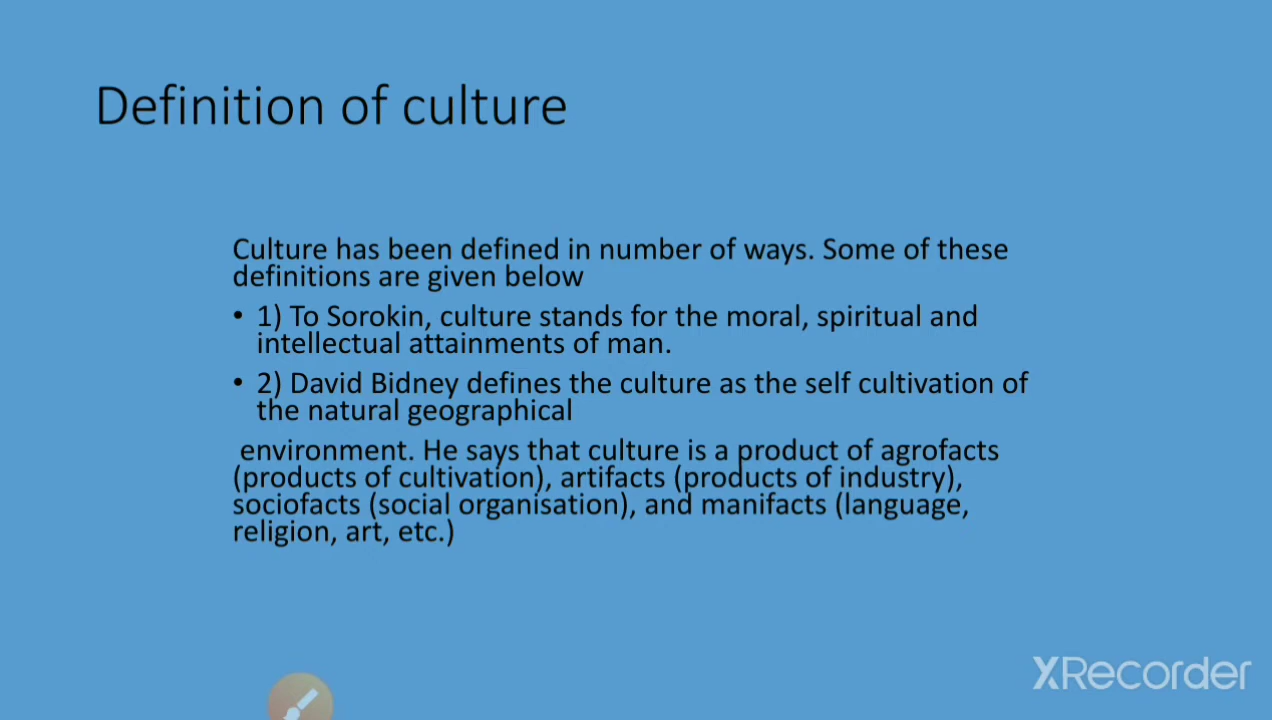 Definition of culture
Culture has been defined in number of ways. Some of these
definitions are given below
• 1) To Sorokin, culture stands for the moral, spiritual and
intellectual attainments of man.
• 2) David Bidney defines the culture as the self cultivation of
the natural geographical
environment. He says that culture is a product of agrofacts
(products of cultivation), artifacts (products of industry),
sociofacts (social organisation), and manifacts (language,
religion, art, etc.)
XRecorder